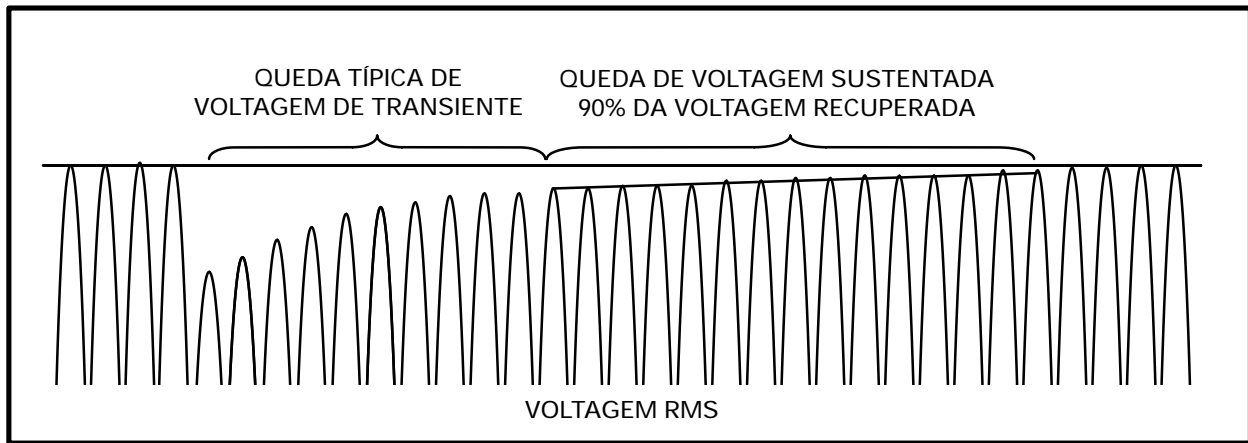 QUEDA TÍPICA DE
VOLTAGEM DE TRANSIENTE
QUEDA DE VOLTAGEM SUSTENTADA
90% DA VOLTAGEM RECUPERADA
VOLTAGEM RMS